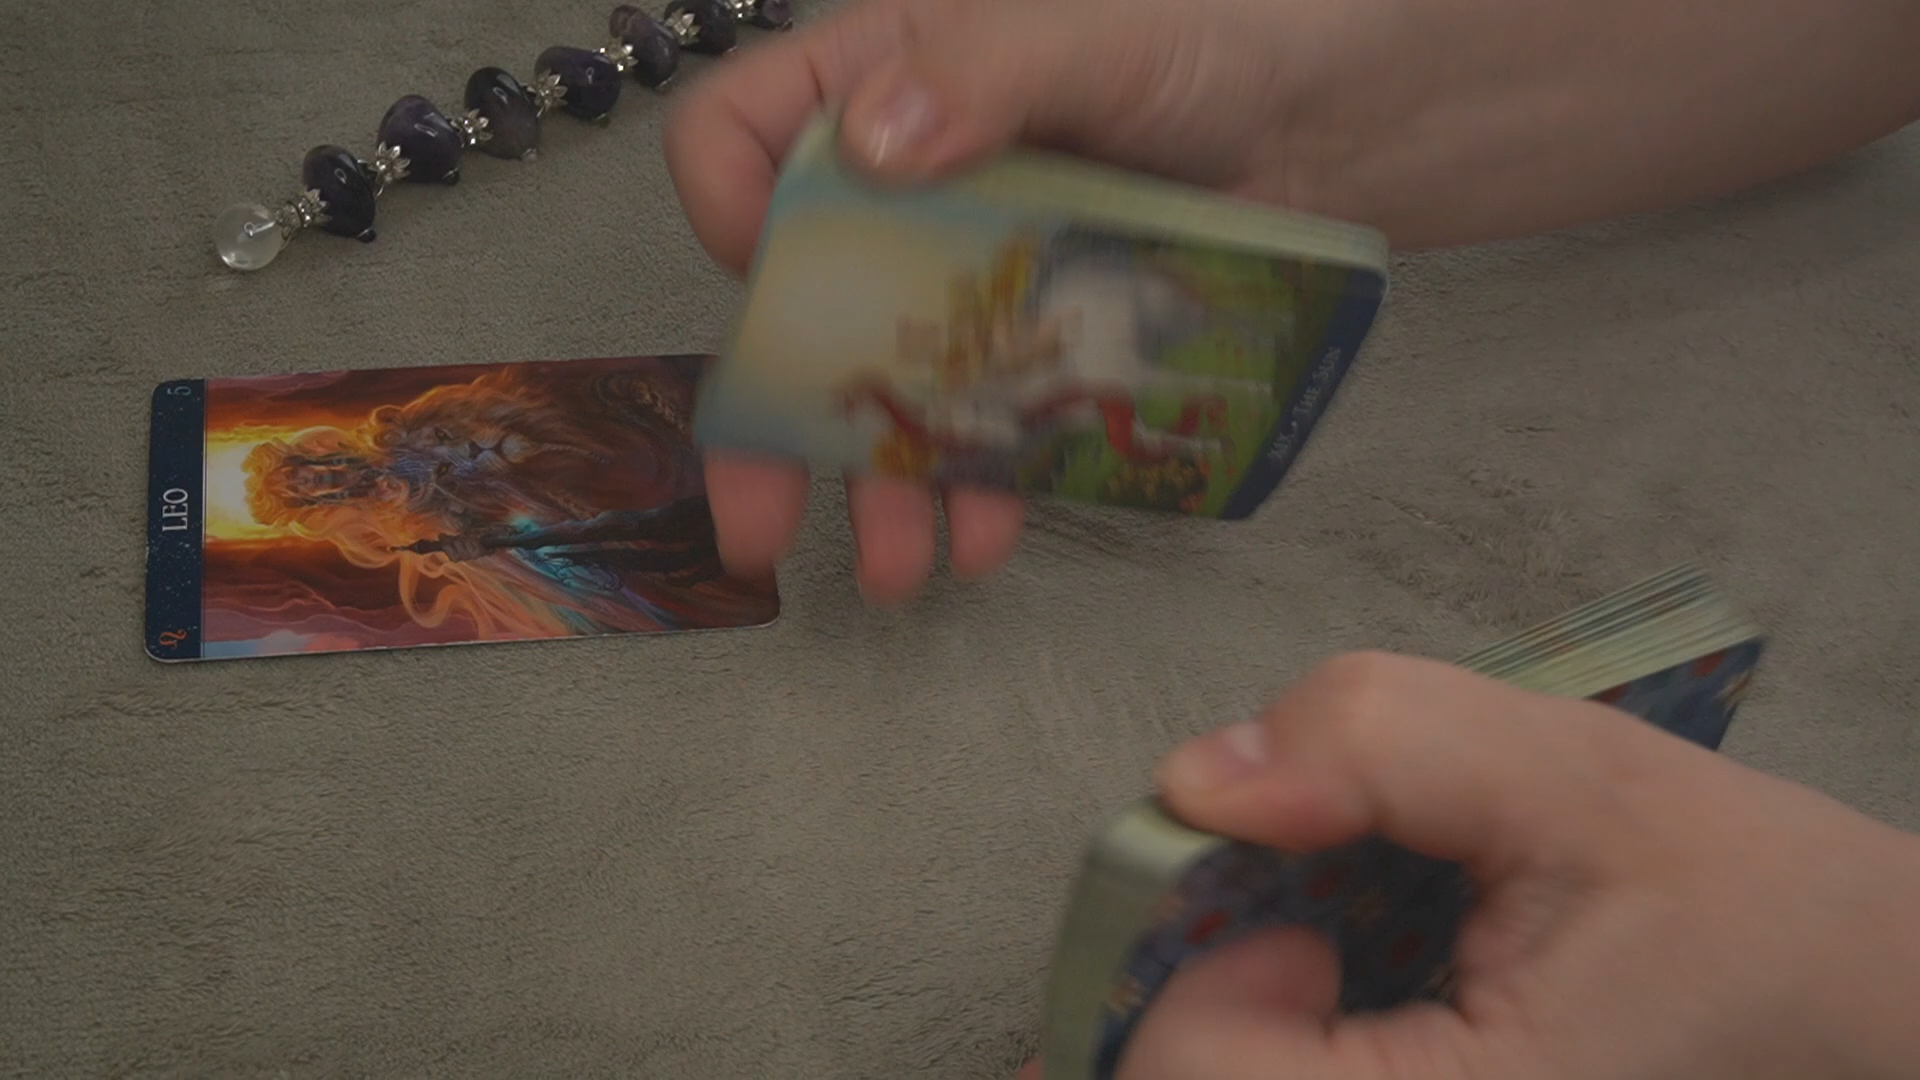 5
LEO
♌
XIX • THE SUN